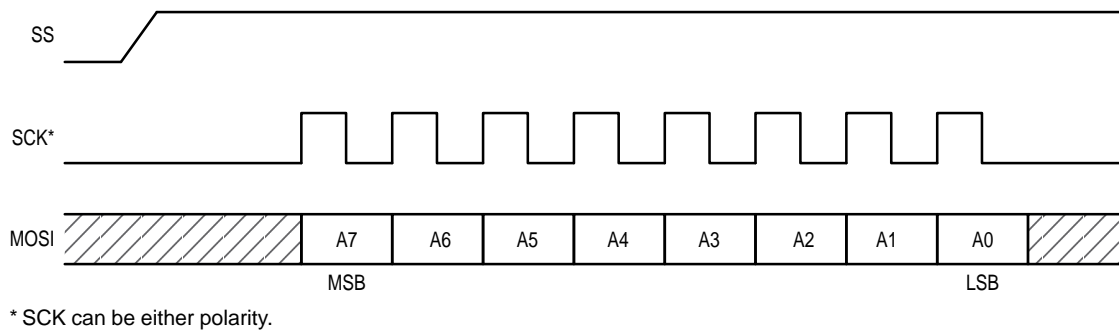 SS
SCK*
MOSI A7 A6 A5 A4 A3 A2 A1 A0
MSB LSB
* SCK can be either polarity.